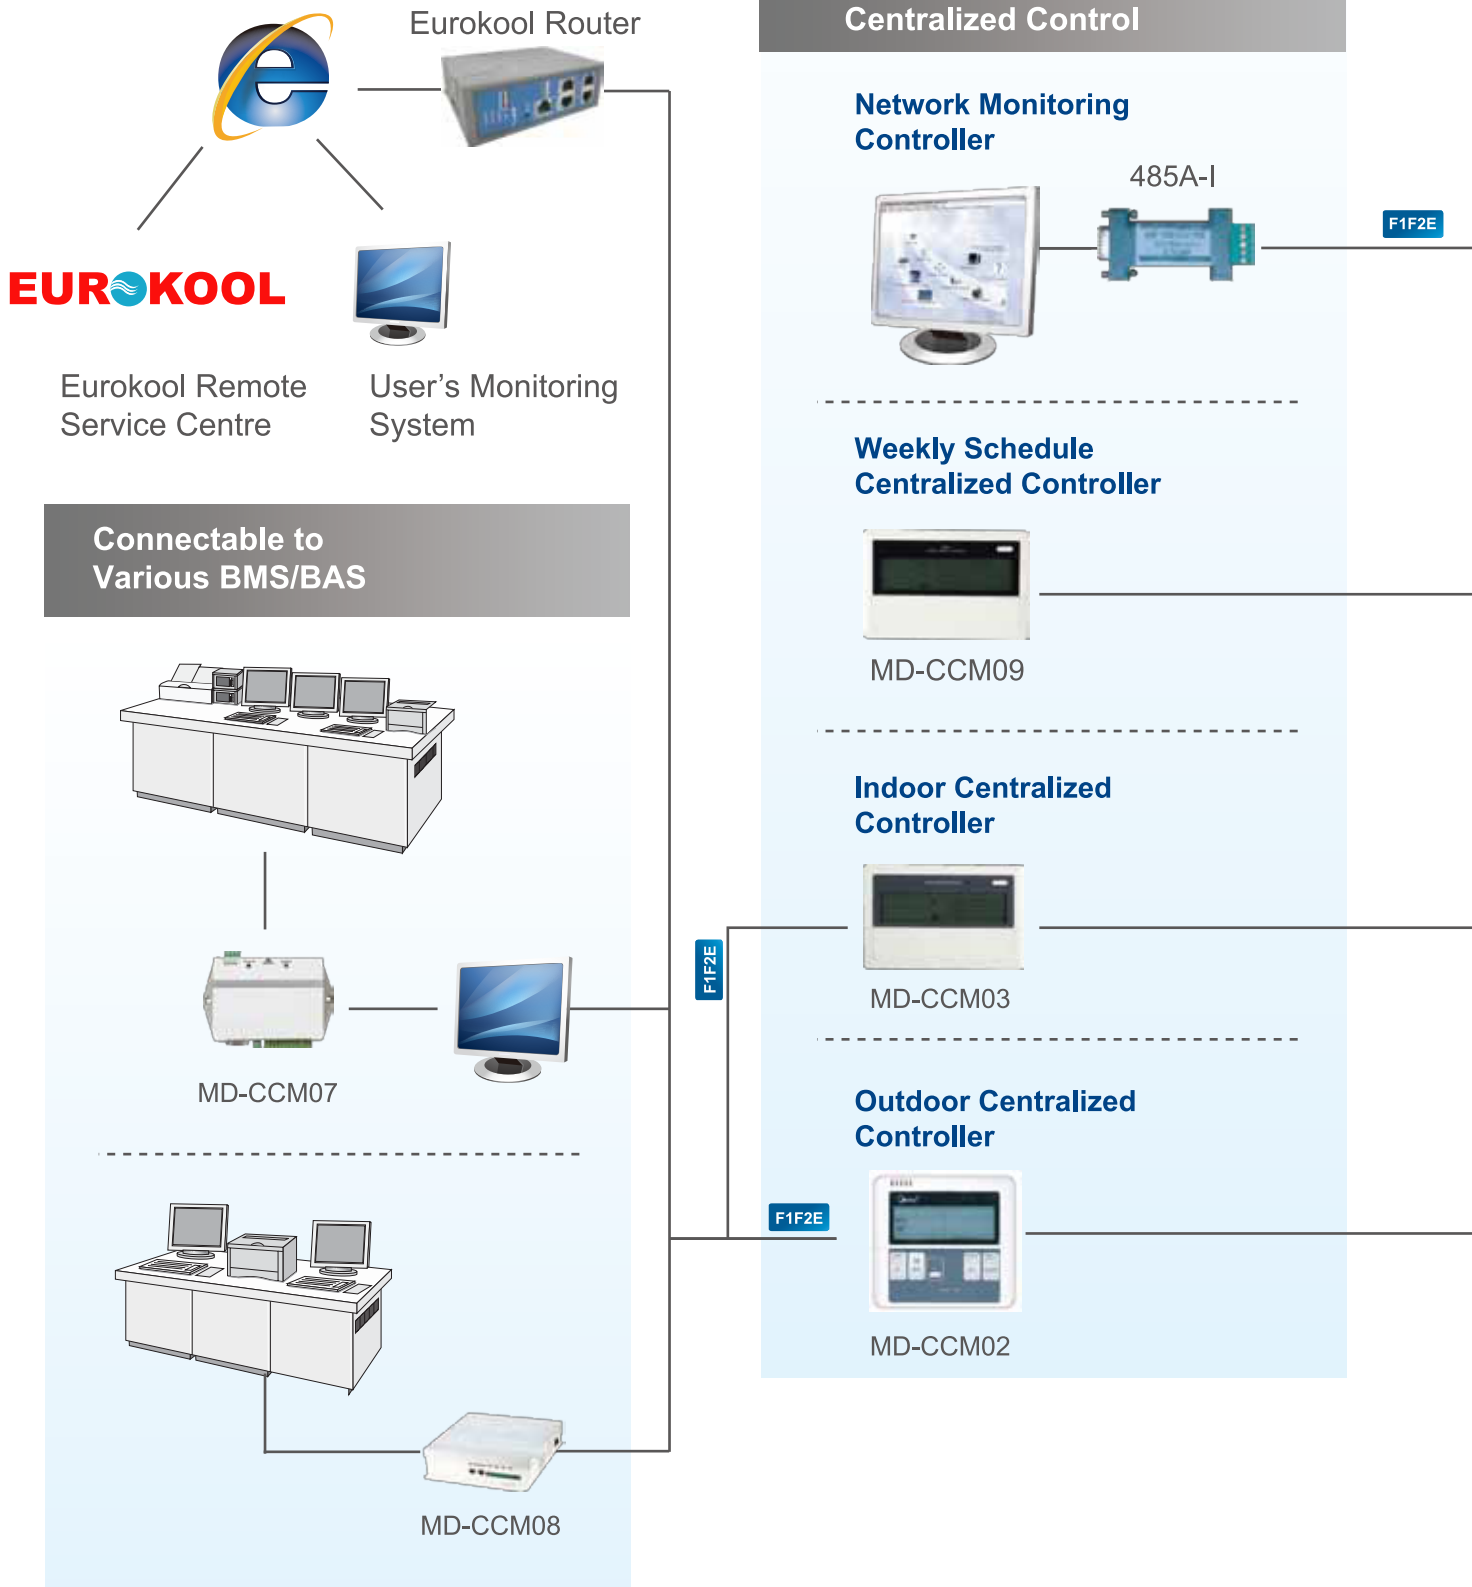 Eurokool Router
EUROKOOL
Eurokool Remote
Service Centre
User's Monitoring
System
Connectable to
Various BMS/BAS
MD-CCM07
MD-CCM08
Centralized Control
Network Monitoring
Controller
485A-I
F1F2E
Weekly Schedule
Centralized Controller
MD-CCM09
Indoor Centralized
Controller
F1F2E
MD-CCM03
Outdoor Centralized
Controller
F1F2E
MD-CCM02